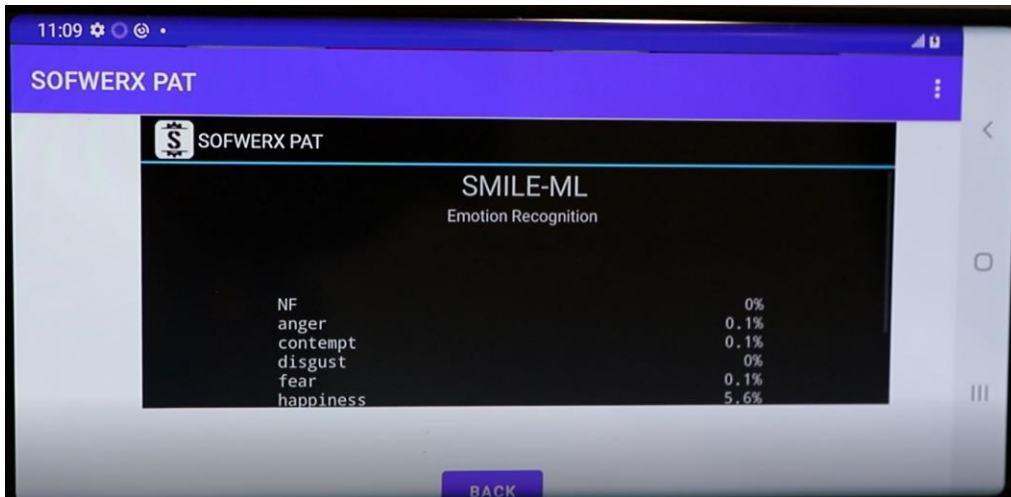 11:09
SOFWERX PAT
S SOFWERX PAT
SMILE-ML
Emotion Recognition
NF 0%
anger 0.1%
contempt 0.1%
disgust 0%
fear 0.1%
happiness 5.6%
BACK